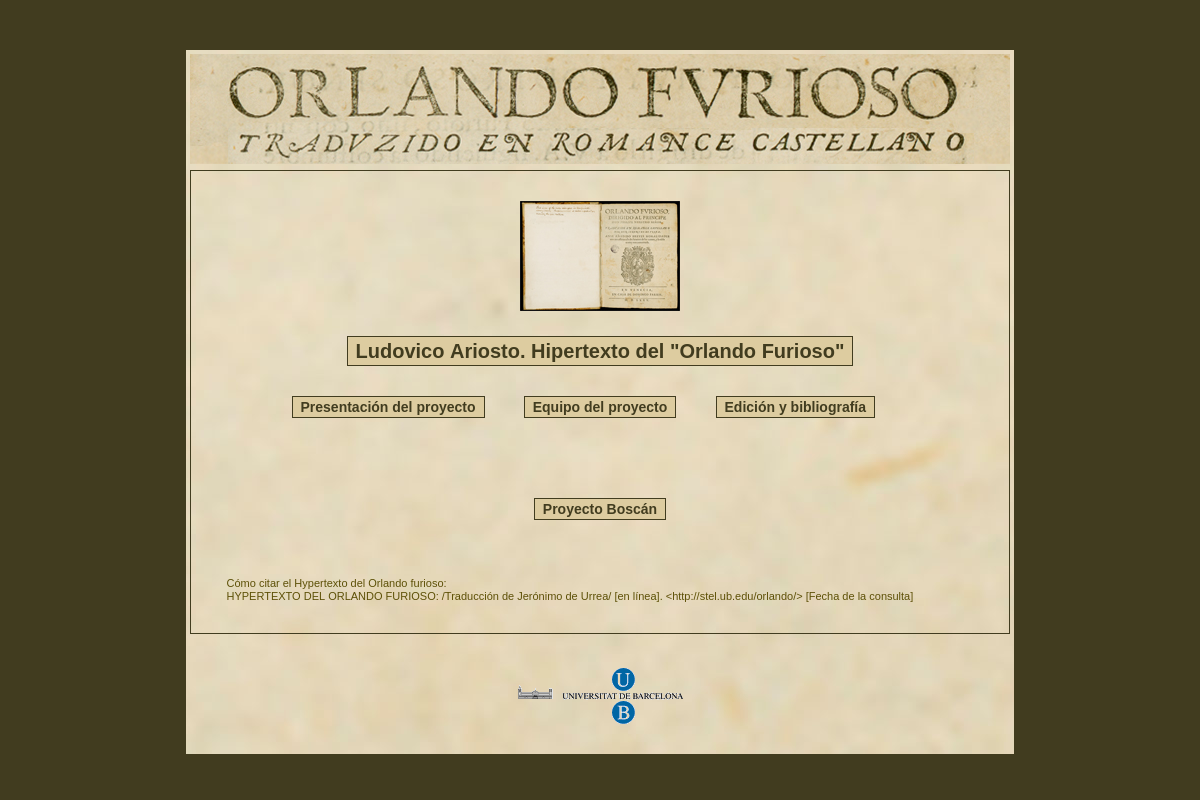 ORLANDO FVRIOSO
TRADVZIDO EN ROMANCE CASTELLANO
ORLANDO FVRIOSO,
Ludovico Ariosto. Hipertexto del "Orlando Furioso"
Presentación del proyecto
Equipo del proyecto
Edición y bibliografía
Proyecto Boscán
Cómo citar el Hypertexto del Orlando furioso:
HYPERTEXTO DEL ORLANDO FURIOSO: /Traducción de Jerónimo de Urrea/ [en línea]. <http://stel.ub.edu/orlando/> [Fecha de la consulta]
U
UNIVERSITAT DE BARCELONA
B